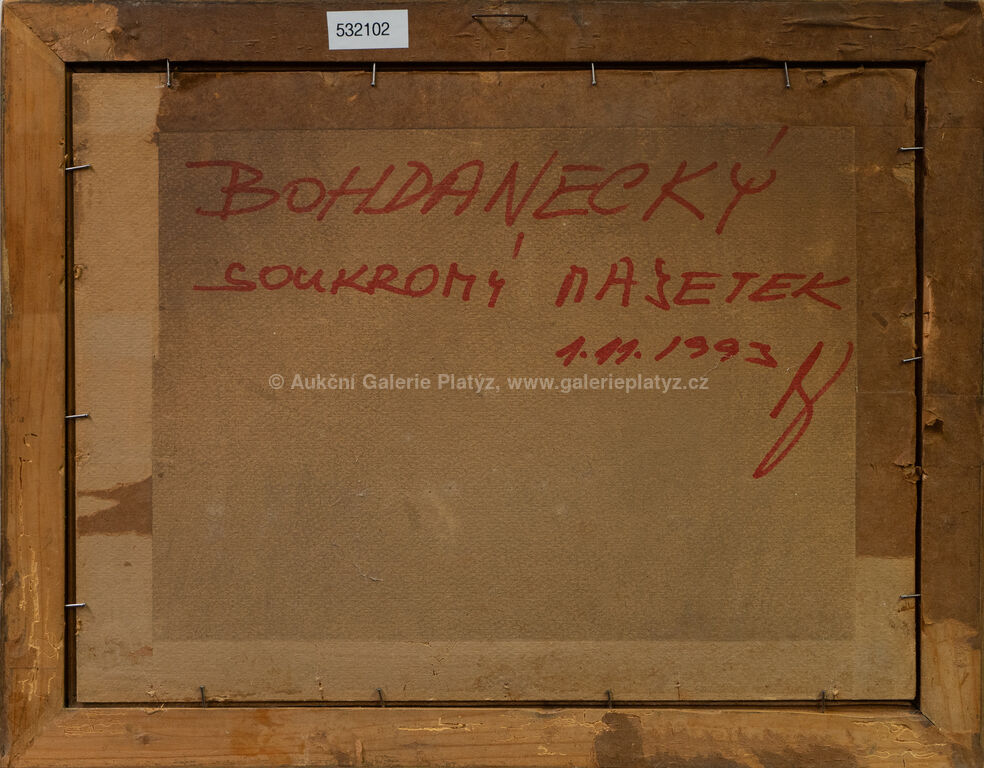 532102
BOHDANECKÝ
SOUKROMÝ MAJETEK
1.11.1993
© Aukční Galerie Platýz, www.galerieplatyz.cz